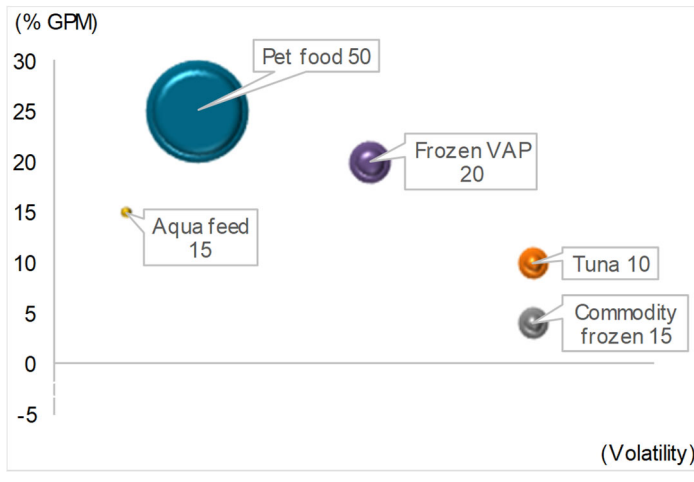 (% GPM)
30
25
20
15
10
5
0
-5
Pet food 50
Frozen VAP
20
Aqua feed
15
Tuna 10
Commodity
frozen 15
(Volatility)